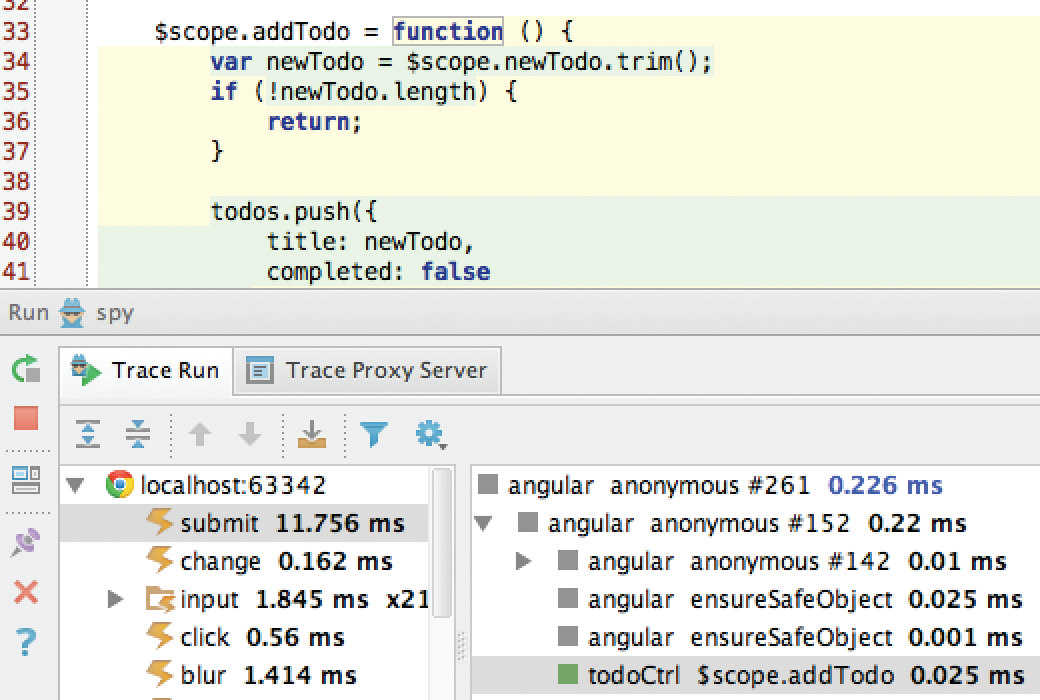 32
33 $scope.addTodo = function () {
34 var newTodo = $scope.newTodo.trim();
35 if (!newTodo.length) {
36 return;
37 }
38
39 todos.push({
40 title: newTodo,
41 completed: false
Run spy
Trace Run Trace Proxy Server
localhost:63342
submit 11.756 ms
change 0.162 ms
input 1.845 ms x21
click 0.56 ms
blur 1.414 ms
angular anonymous #261 0.226 ms
angular anonymous #152 0.22 ms
angular anonymous #142 0.01 ms
angular ensureSafeObject 0.025 ms
angular ensureSafeObject 0.001 ms
todoCtrl $scope.addTodo 0.025 ms
?